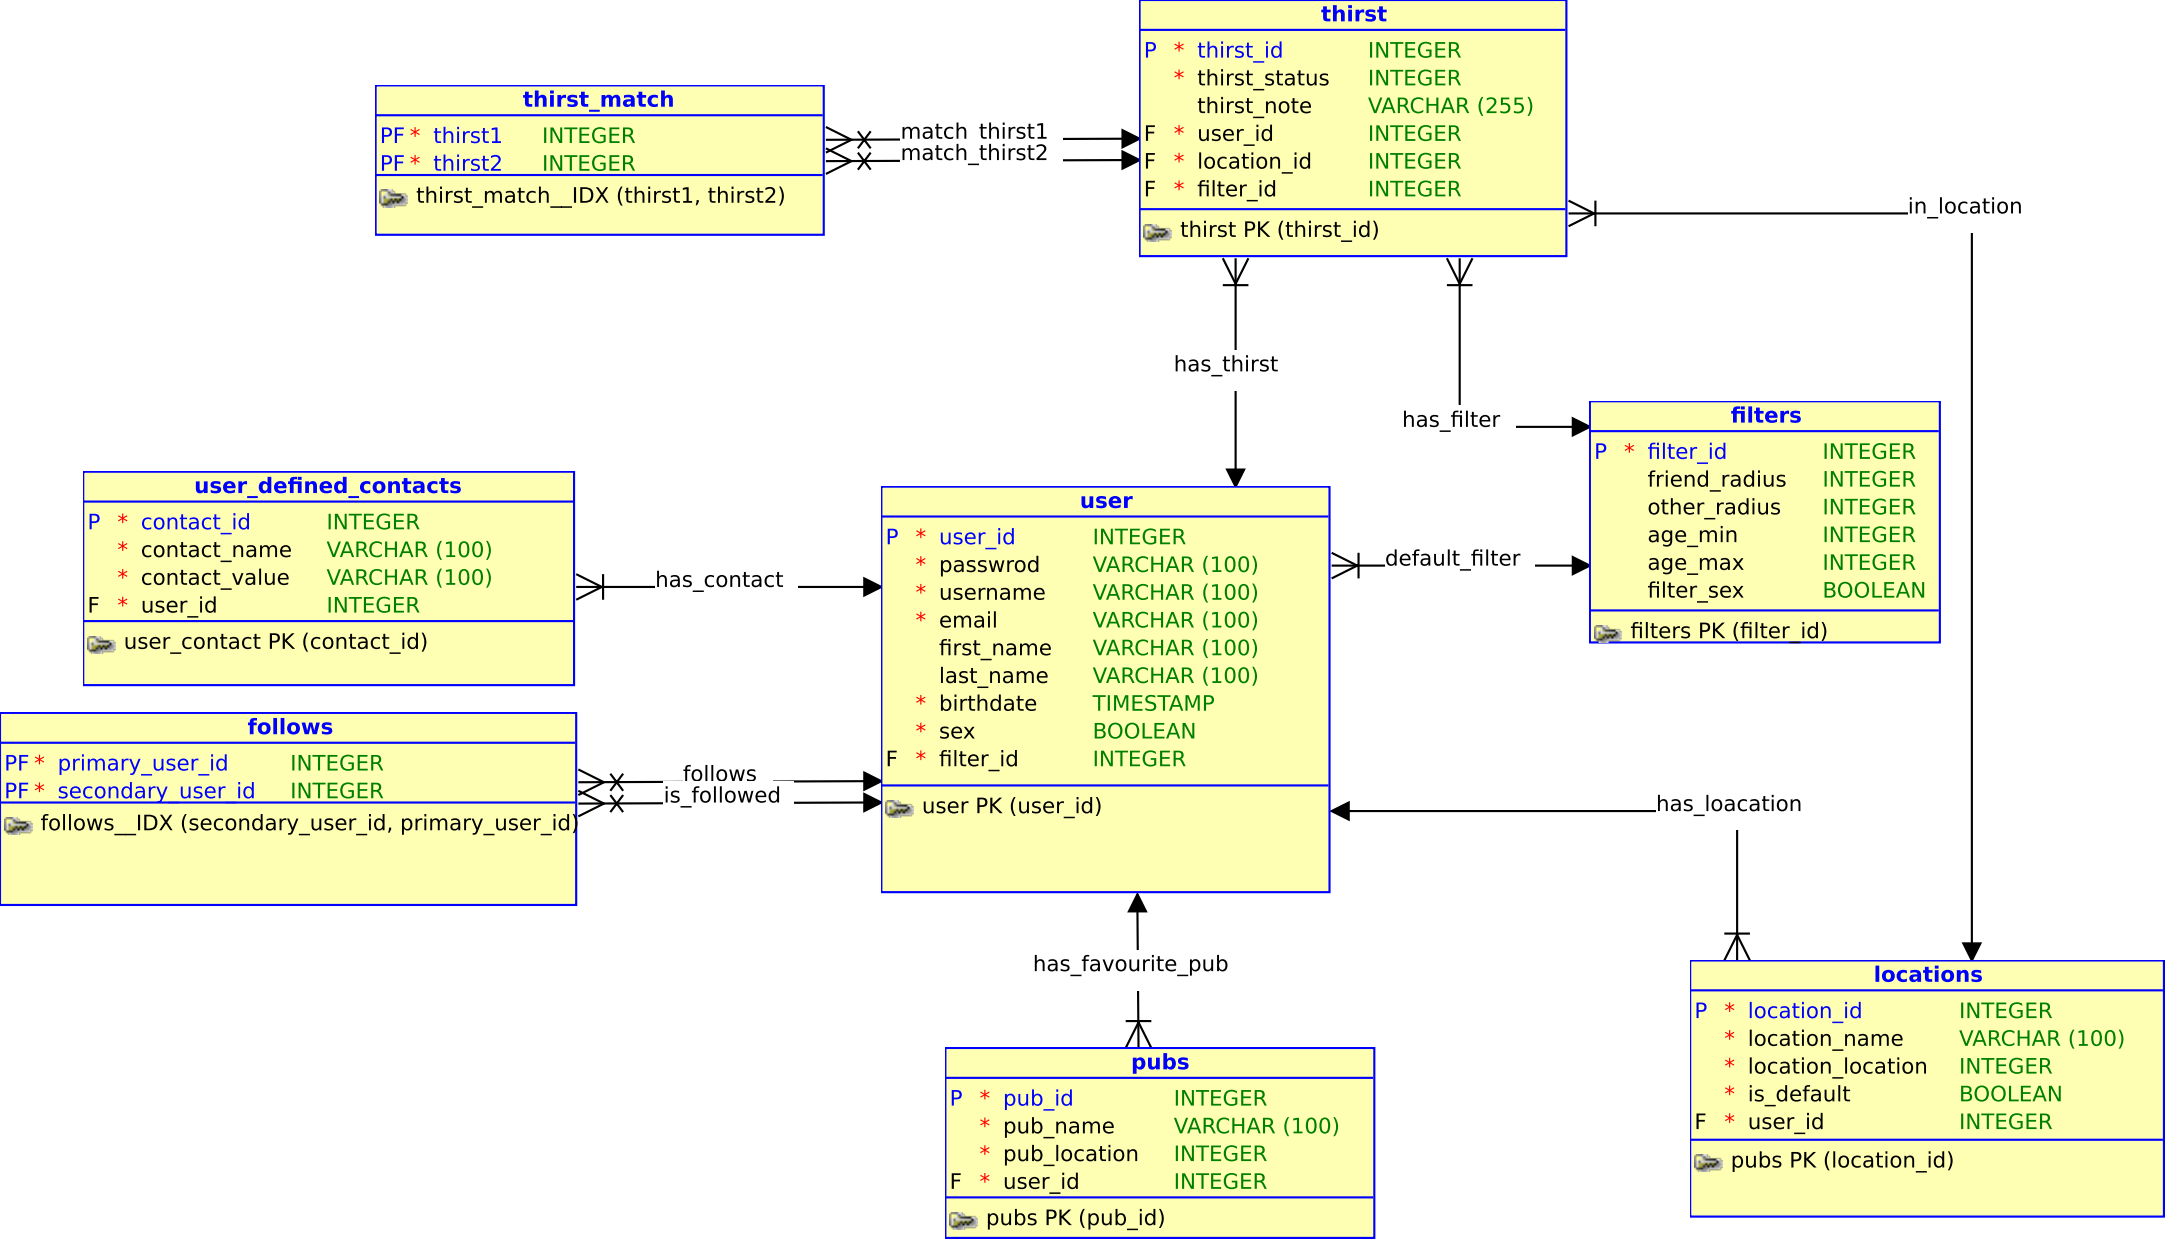 thirst
P * thirst_id INTEGER
* thirst_status INTEGER
thirst_note VARCHAR (255)
F * user_id INTEGER
F * location_id INTEGER
F * filter_id INTEGER
thirst PK (thirst_id)
thirst_match
PF * thirst1 INTEGER
PF * thirst2 INTEGER
thirst_match__IDX (thirst1, thirst2)
match_thirst1
match_thirst2
in_location
has_thirst
has_filter
filters
P * filter_id INTEGER
friend_radius INTEGER
other_radius INTEGER
age_min INTEGER
age_max INTEGER
filter_sex BOOLEAN
filters PK (filter_id)
user_defined_contacts
P * contact_id INTEGER
* contact_name VARCHAR (100)
* contact_value VARCHAR (100)
F * user_id INTEGER
user_contact PK (contact_id)
has_contact
user
P * user_id INTEGER
* passwrod VARCHAR (100)
* username VARCHAR (100)
* email VARCHAR (100)
first_name VARCHAR (100)
last_name VARCHAR (100)
* birthdate TIMESTAMP
* sex BOOLEAN
F * filter_id INTEGER
user PK (user_id)
default_filter
follows
PF * primary_user_id INTEGER
PF * secondary_user_id INTEGER
follows__IDX (secondary_user_id, primary_user_id)
follows
is_followed
has_loacation
has_favourite_pub
locations
P * location_id INTEGER
* location_name VARCHAR (100)
* location_location INTEGER
* is_default BOOLEAN
F * user_id INTEGER
pubs PK (location_id)
pubs
P * pub_id INTEGER
* pub_name VARCHAR (100)
* pub_location INTEGER
F * user_id INTEGER
pubs PK (pub_id)